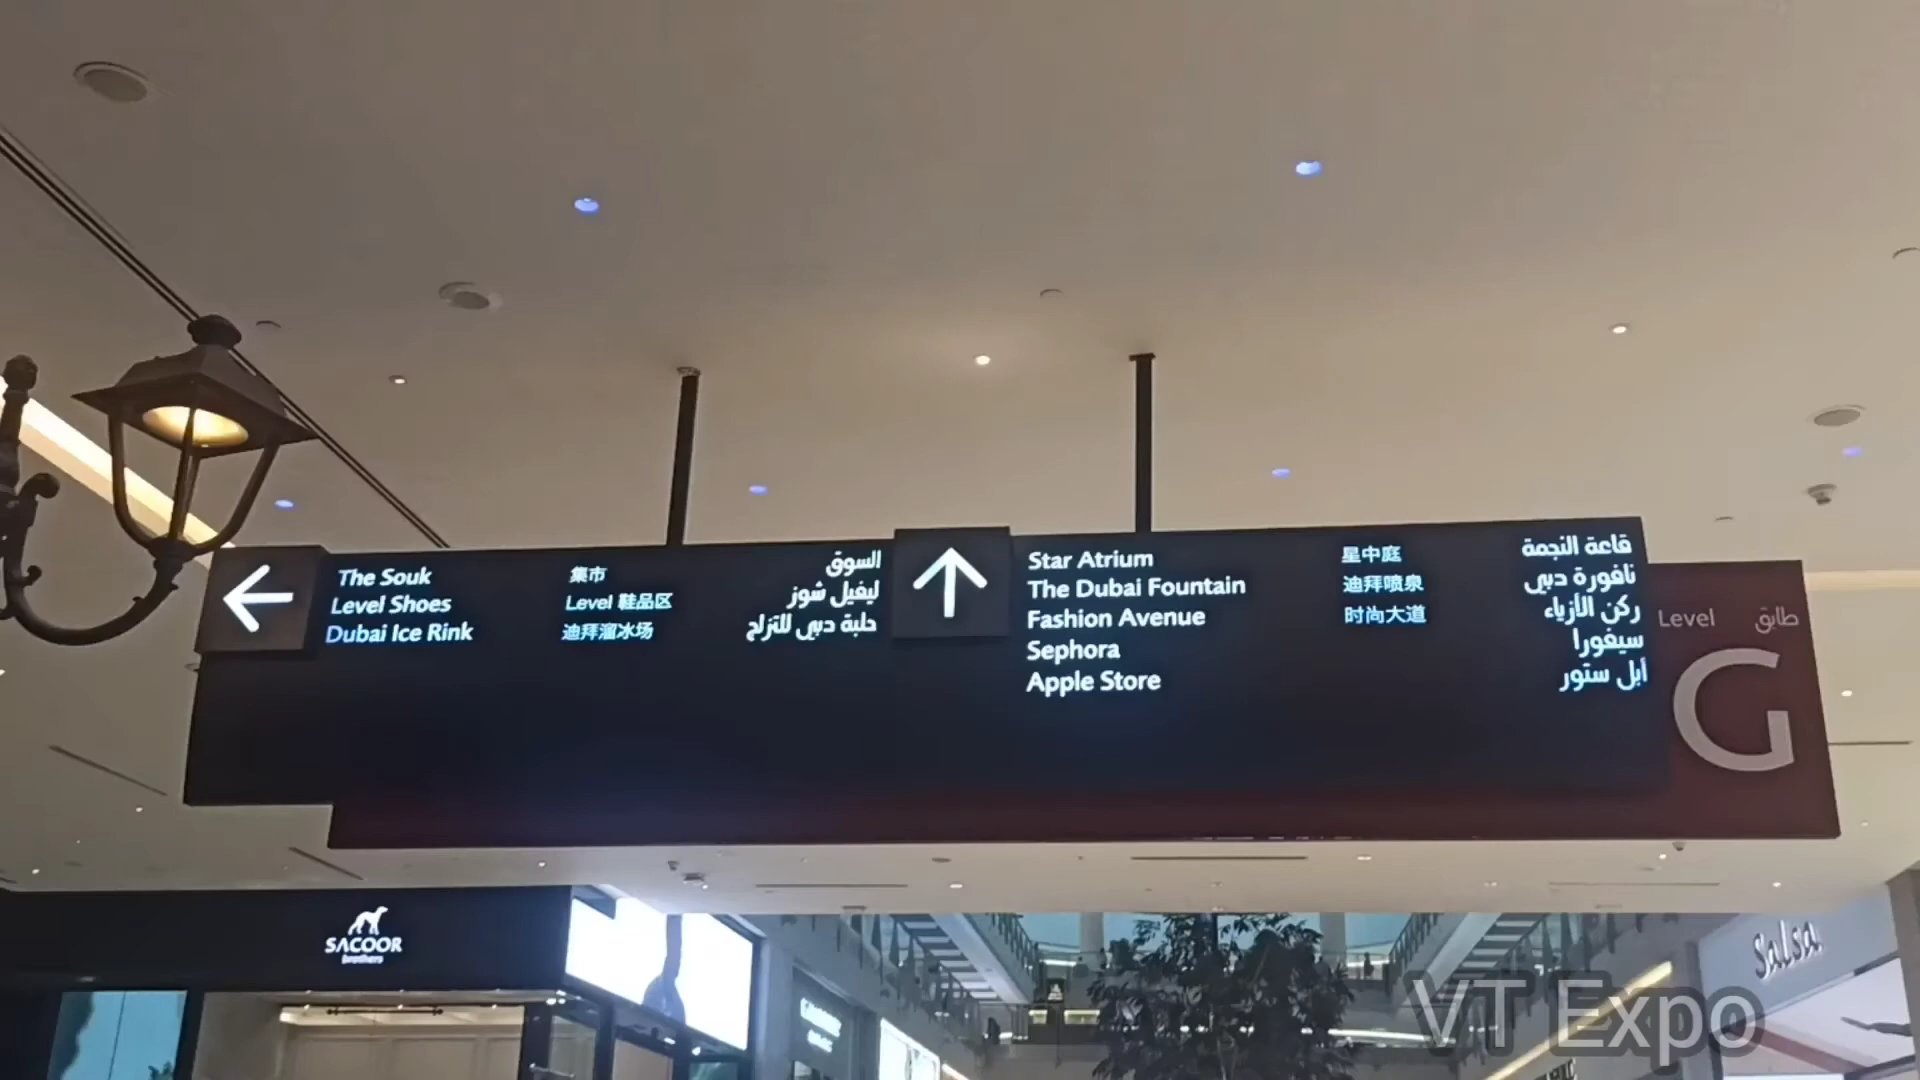 The Souk
Level Shoes
Dubai Ice Rink
集市
Level 鞋品区
迪拜溜冰场
السوق
ليفيل شوز
حلبة دبي للتزلج
Star Atrium
The Dubai Fountain
Fashion Avenue
Sephora
Apple Store
星中庭
迪拜喷泉
时尚大道
قاعة النجمة
نافورة دبي
ركن الأزياء
سيفورا
أبل ستور
Level طابق
G
SACOOR
brothers
Salsa
VT Expo